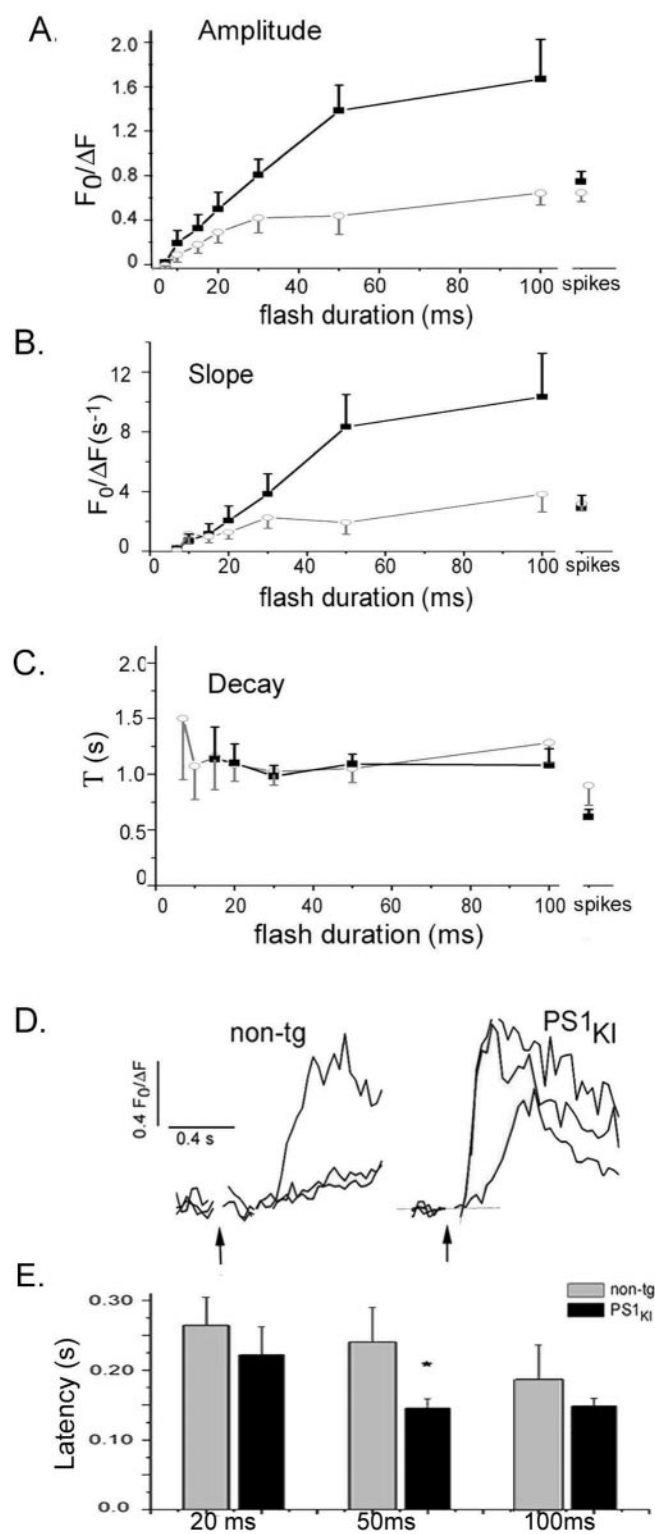 A.
Amplitude
F₀/ΔF
2.0
1.6
1.2
0.8
0.4
0
0 20 40 60 80 100 spikes
flash duration (ms)
B.
Slope
F₀/ΔF(s⁻¹)
12
8
4
0
0 20 40 60 80 100 spikes
flash duration (ms)
C.
Decay
T (s)
2.0
1.5
1.0
0.5
0
0 20 40 60 80 100 spikes
flash duration (ms)
D.
non-tg
PS1KI
0.4 F₀/ΔF
0.4 s
E.
non-tg
PS1KI
Latency (s)
0.30
0.20
0.10
0.0
*
20 ms 50ms 100ms